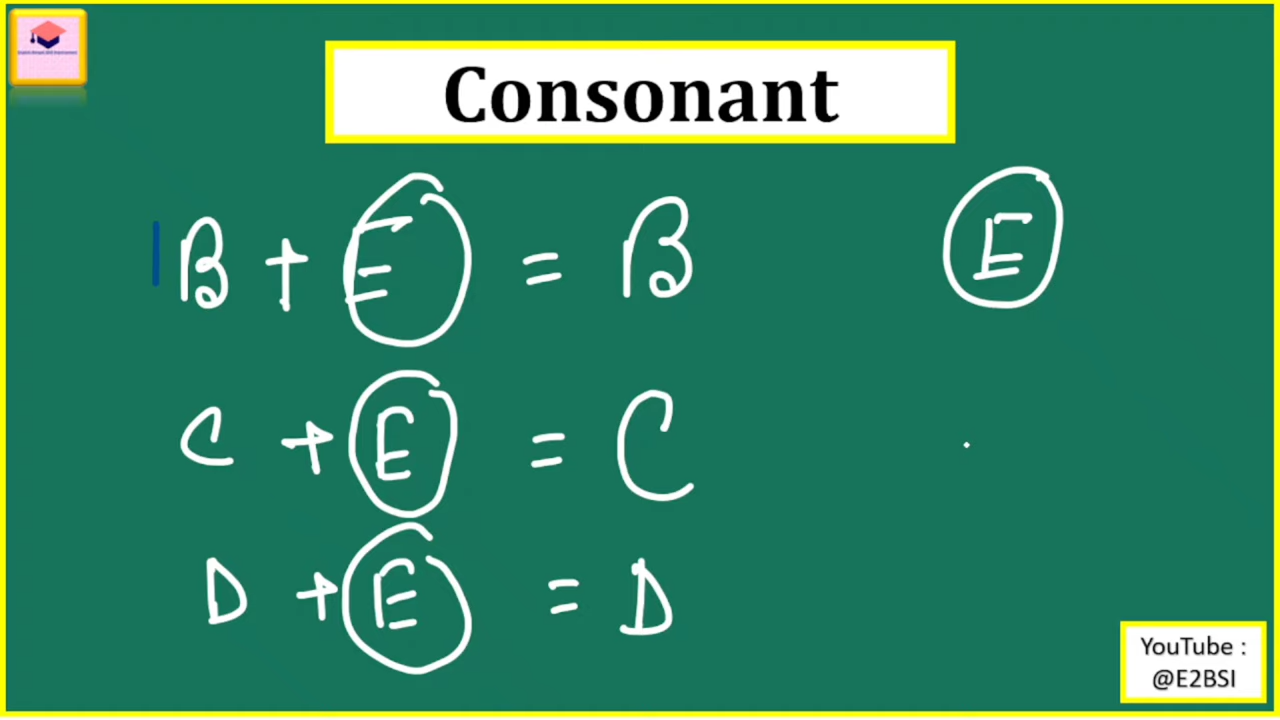 Consonant
B + E = B
E
C + E = C
D + E = D
YouTube :
@E2BSI